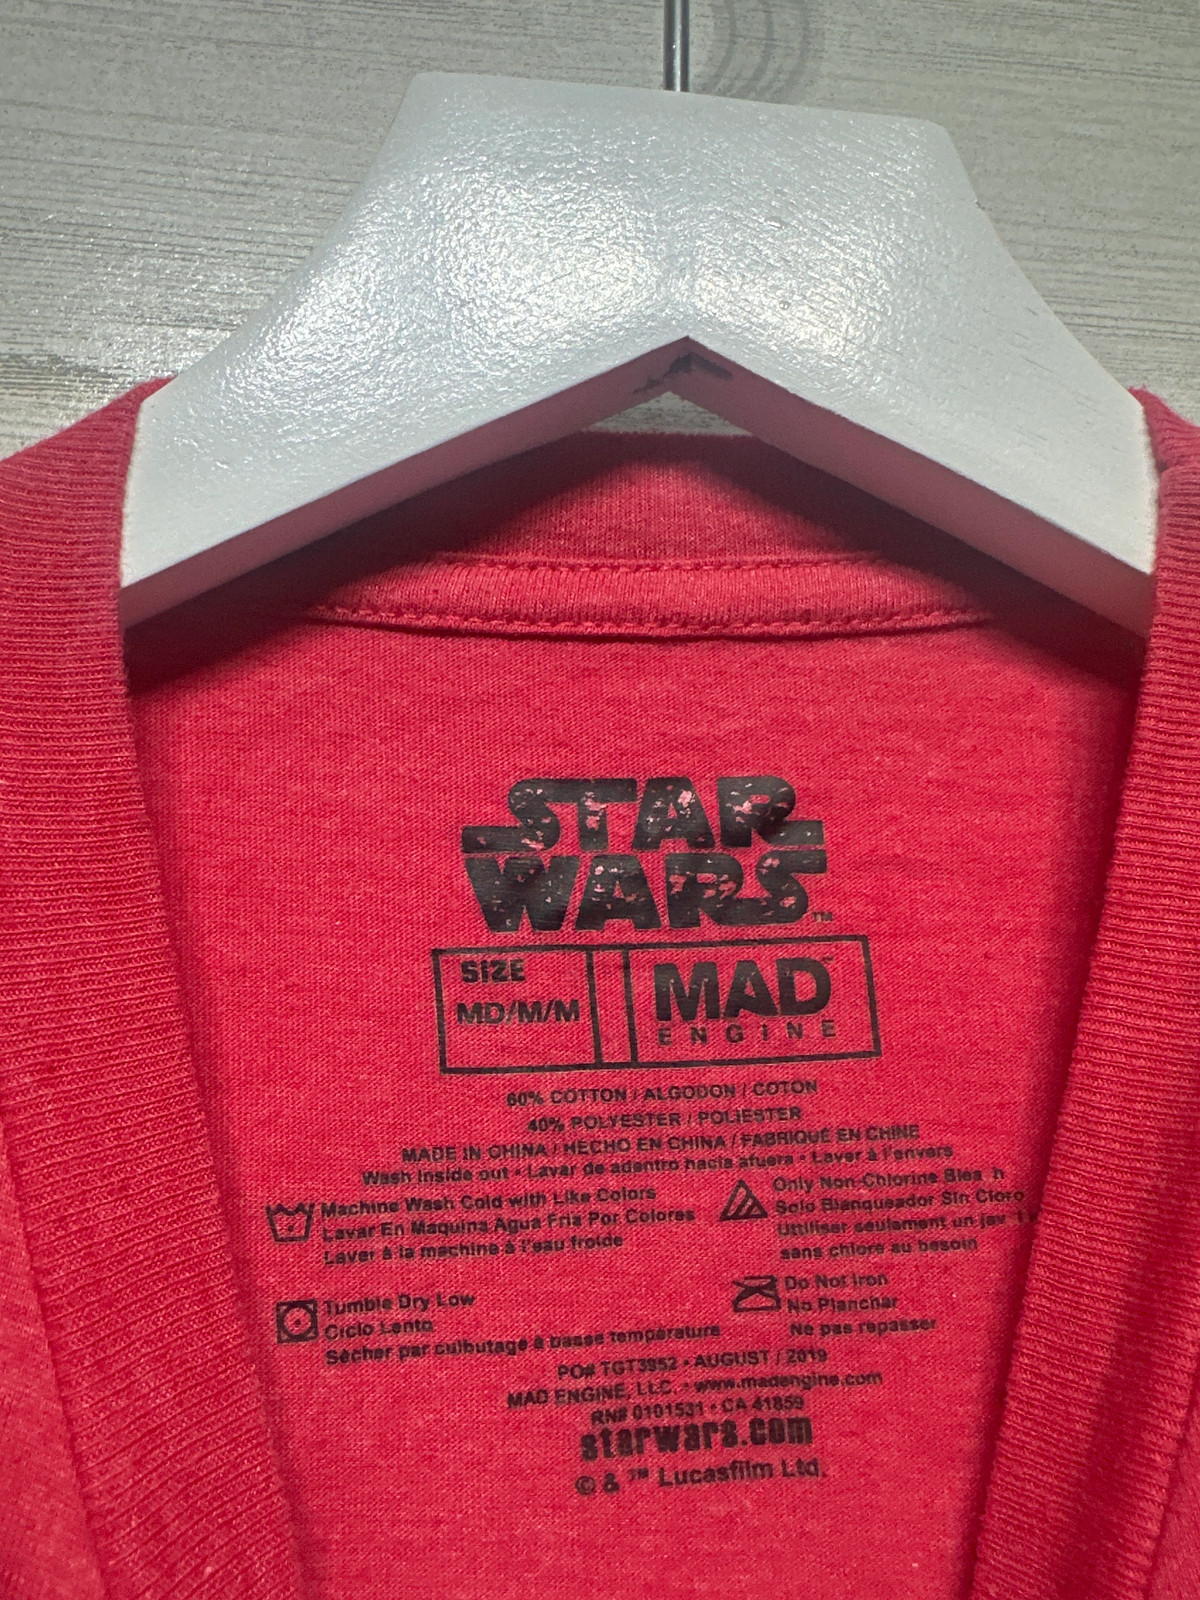 STAR
WARS™
SIZE
MD/M/M
MAD™
ENGINE
60% COTTON / ALGODON / COTON
40% POLYESTER / POLIESTER
MADE IN CHINA / HECHO EN CHINA / FABRIQUÉ EN CHINE
Wash inside out • Lavar de adentro hacia afuera • Laver à l'envers
Machine Wash Cold with Like Colors
Lavar En Maquina Agua Fria Por Colores
Laver à la machine à l'eau froide
Only Non-Chlorine
Solo Blanqueador Sin Cloro
Utiliser seulement un
sans chlore au besoin
Tumble Dry Low
Ciclo Lento
Sécher par culbutage à basse température
Do Not Iron
No Planchar
Ne pas repasser
PO# TGT3952 • AUGUST / 2019
MAD ENGINE, LLC. • www.madengine.com
RN# 0101531 • CA 41859
starwars.com
© & ™ Lucasfilm Ltd.